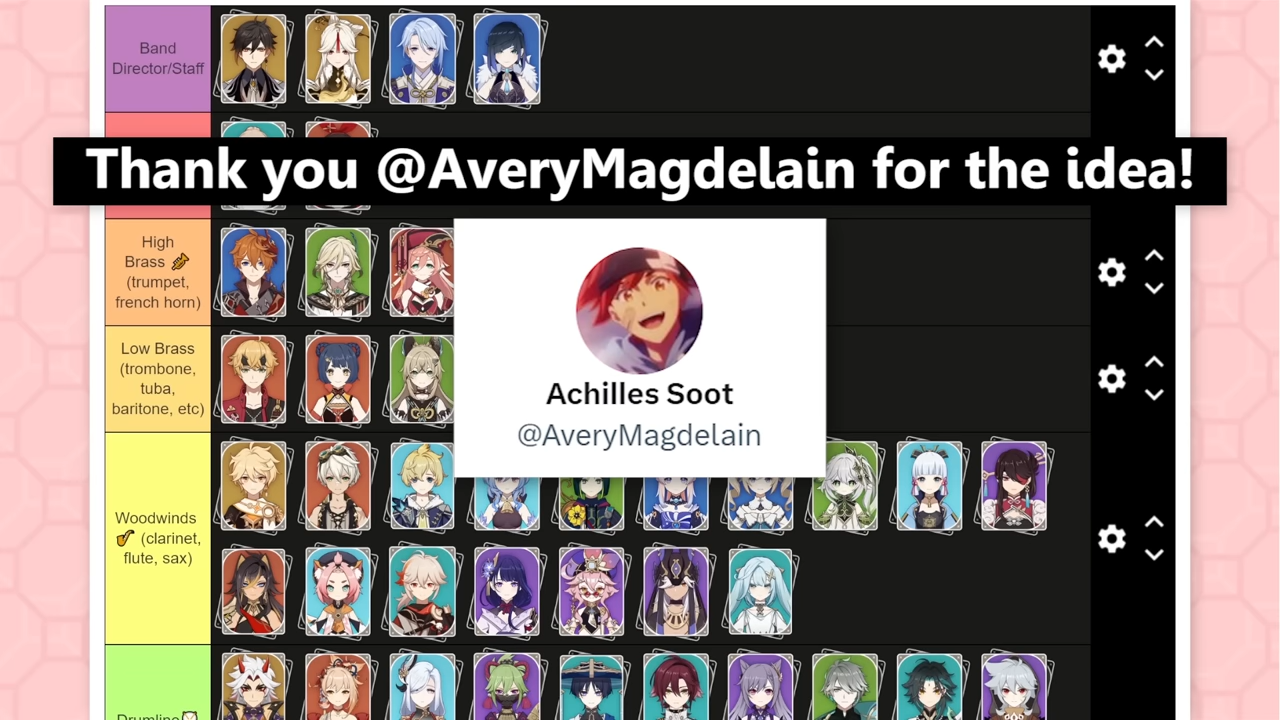 Band
Director/Staff
Thank you @AveryMagdelain for the idea!
High
Brass 🎺
(trumpet,
french horn)
Low Brass
(trombone,
tuba,
baritone, etc)
Achilles Soot
@AveryMagdelain
Woodwinds
🎷 (clarinet,
flute, sax)
Drumline🥁